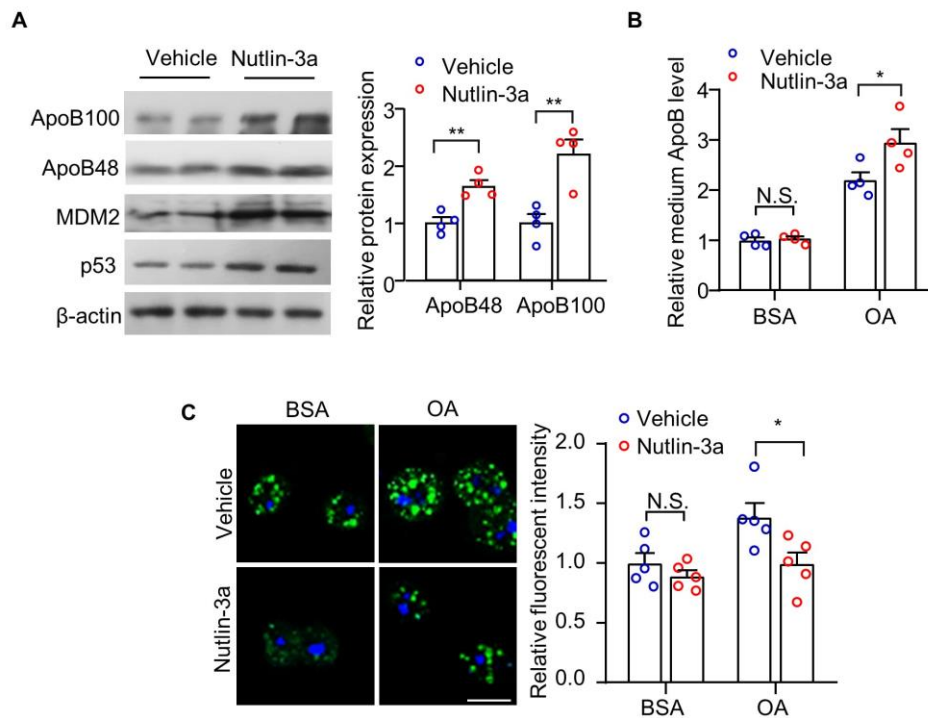 A
Vehicle Nutlin-3a
ApoB100
ApoB48
MDM2
p53
β-actin
Vehicle
Nutlin-3a
Relative protein expression
3
2
1
0
**
**
ApoB48 ApoB100
B
Vehicle
Nutlin-3a
Relative medium ApoB level
4
3
2
1
0
N.S.
*
BSA OA
C
BSA OA
Vehicle
Nutlin-3a
Vehicle
Nutlin-3a
Relative fluorescent intensity
2.0
1.5
1.0
0.5
0.0
N.S.
*
BSA OA